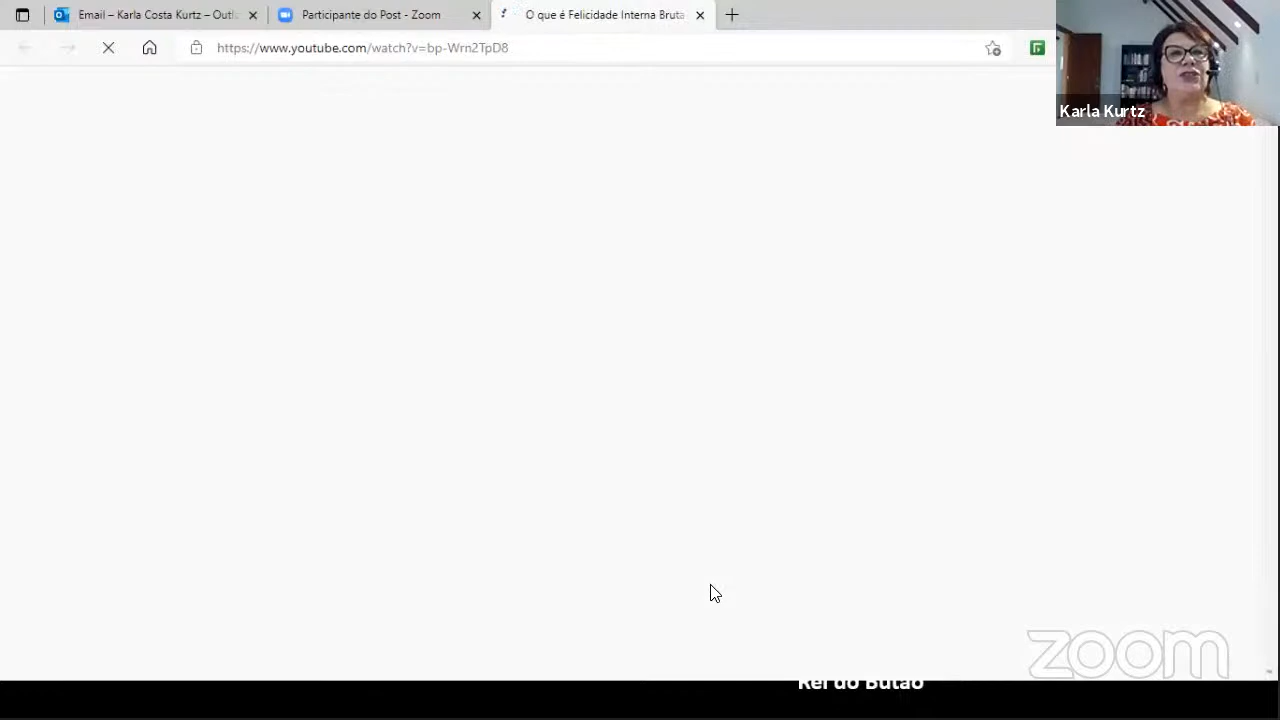 Email – Karla Costa Kurtz – Outl
Participante do Post - Zoom
O que é Felicidade Interna Bruta
https://www.youtube.com/watch?v=bp-Wrn2TpD8
Karla Kurtz
zoom
Rei do Butão